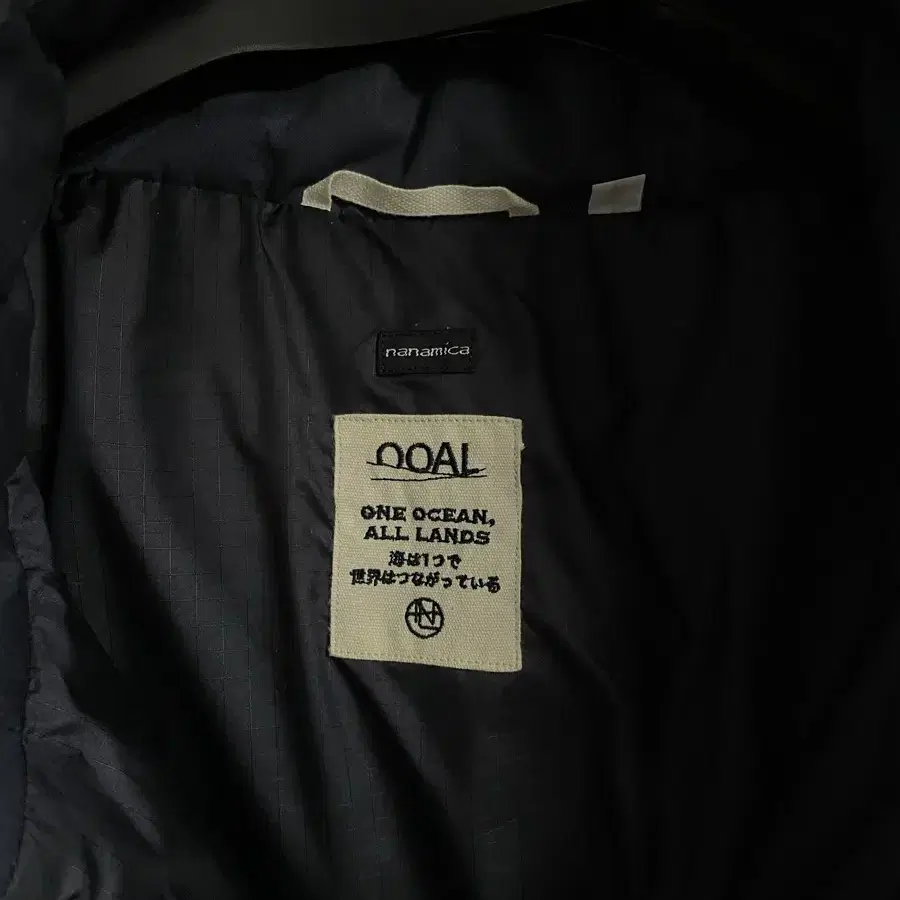 nanamica
OOAL
ONE OCEAN,
ALL LANDS
海は1つで
世界はつながっている